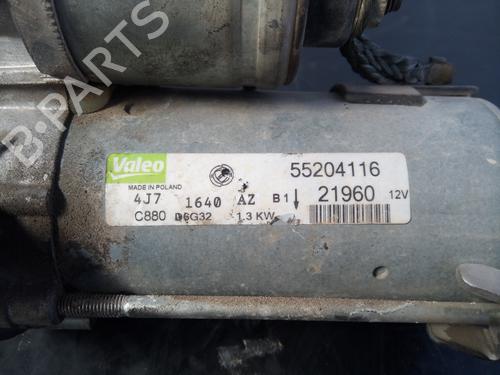 B-PARTS
Valeo
MADE IN POLAND
55204116
4J7 1640 AZ B1 21960 12V
C880 D6G32 1.3 KW